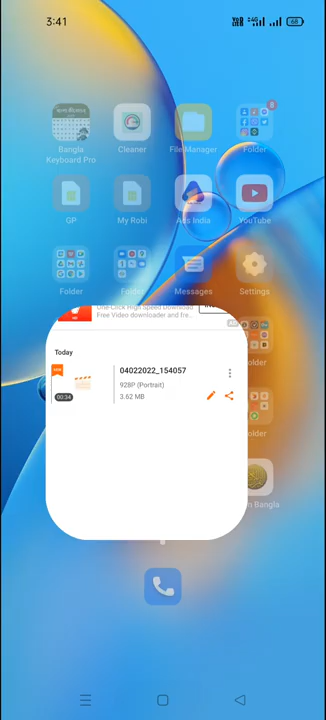 3:41
68
Bangla
Keyboard Pro
Cleaner
File Manager
Folder
GP
My Robi
YouTube
Folder
Folder
Messages
Settings
One-Click High Speed Download
Free Video downloader and fre...
AD
Folder
Today
04022022_154057
928P (Portrait)
3.62 MB
00:34
Folder
Bangla